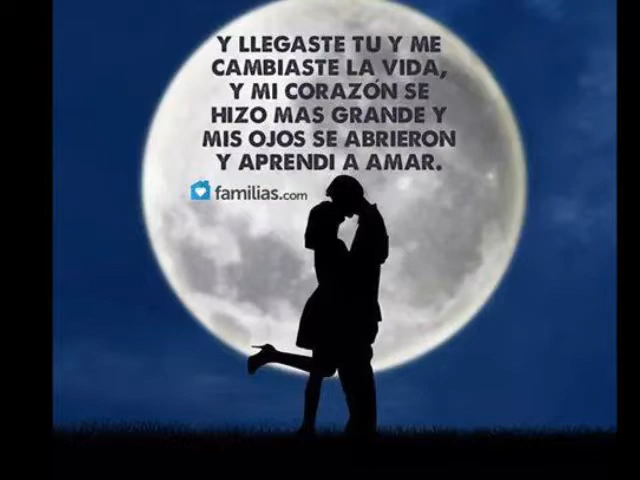 Y LLEGASTE TU Y ME
CAMBIASTE LA VIDA,
Y MI CORAZÓN SE
HIZO MAS GRANDE Y
MIS OJOS SE ABRIERON
Y APRENDI A AMAR.
familias.com